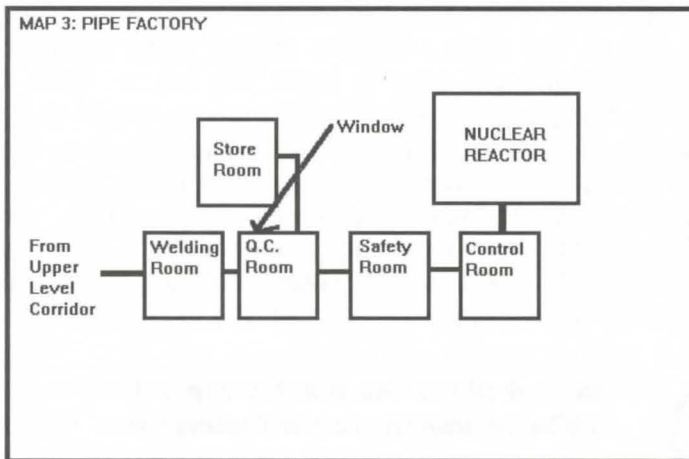 MAP 3: PIPE FACTORY
Window
Store
Room
NUCLEAR
REACTOR
From
Upper
Level
Corridor
Welding
Room
Q.C.
Room
Safety
Room
Control
Room